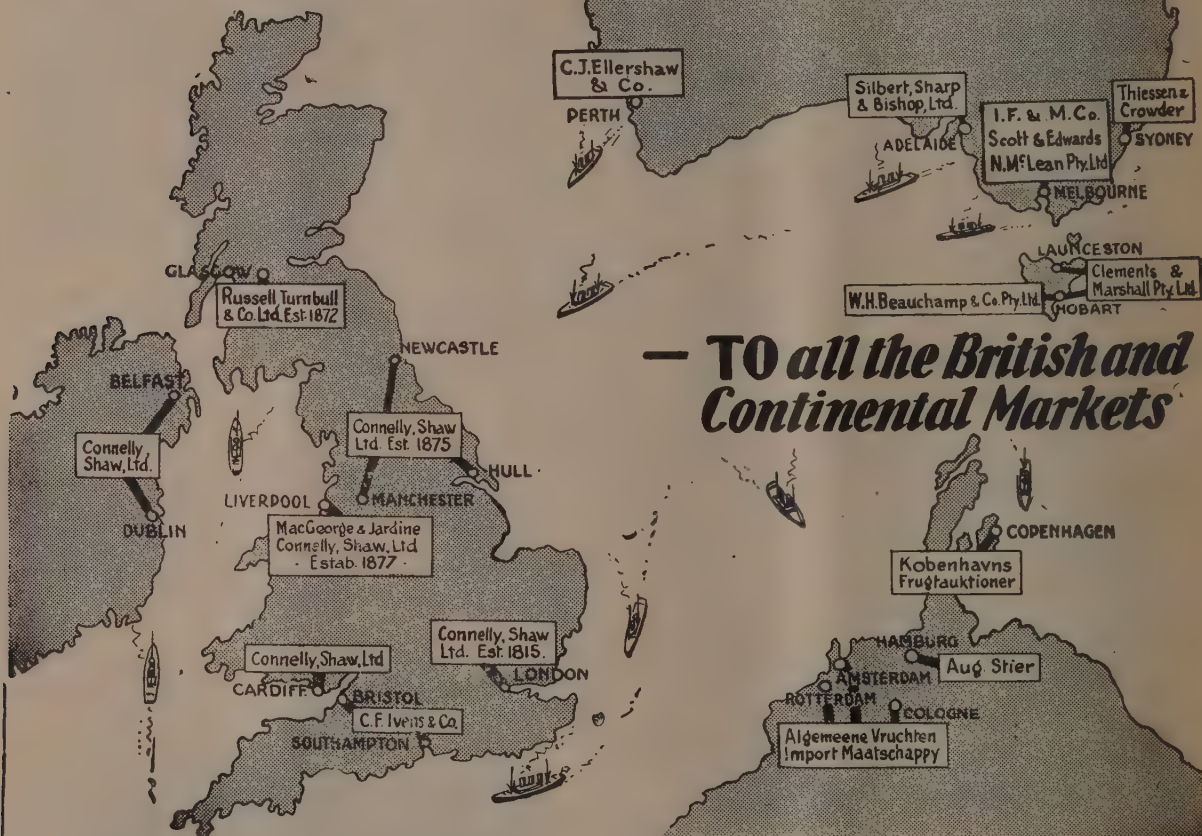 C.J.Ellershaw
& Co.
PERTH
Silbert, Sharp
& Bishop, Ltd.
ADELAIDE
I.F. & M.Co.
Scott & Edwards
N.McLean Pty.Ltd
MELBOURNE
Thiessen &
Crowder
SYDNEY
LAUNCESTON
Clements &
Marshall Pty. Ltd.
W.H.Beauchamp & Co.Pty.Ltd.
HOBART
— TO all the British and
Continental Markets
GLASGOW
Russell Turnbull
& Co. Ltd. Est. 1872
NEWCASTLE
BELFAST
Connelly, Shaw
Ltd. Est. 1875
Connelly,
Shaw, Ltd.
HULL
LIVERPOOL
MANCHESTER
DUBLIN
MacGeorge & Jardine
Connelly, Shaw, Ltd
· Estab. 1877 ·
Connelly, Shaw
Ltd. Est. 1815.
Connelly, Shaw, Ltd
LONDON
CARDIFF
BRISTOL
C.F. Ivens & Co.
SOUTHAMPTON
COPENHAGEN
Kobenhavns
Frugtauktioner
HAMBURG
Aug. Stier
AMSTERDAM
ROTTERDAM
COLOGNE
Algemeene Vruchten
Import Maatschappy